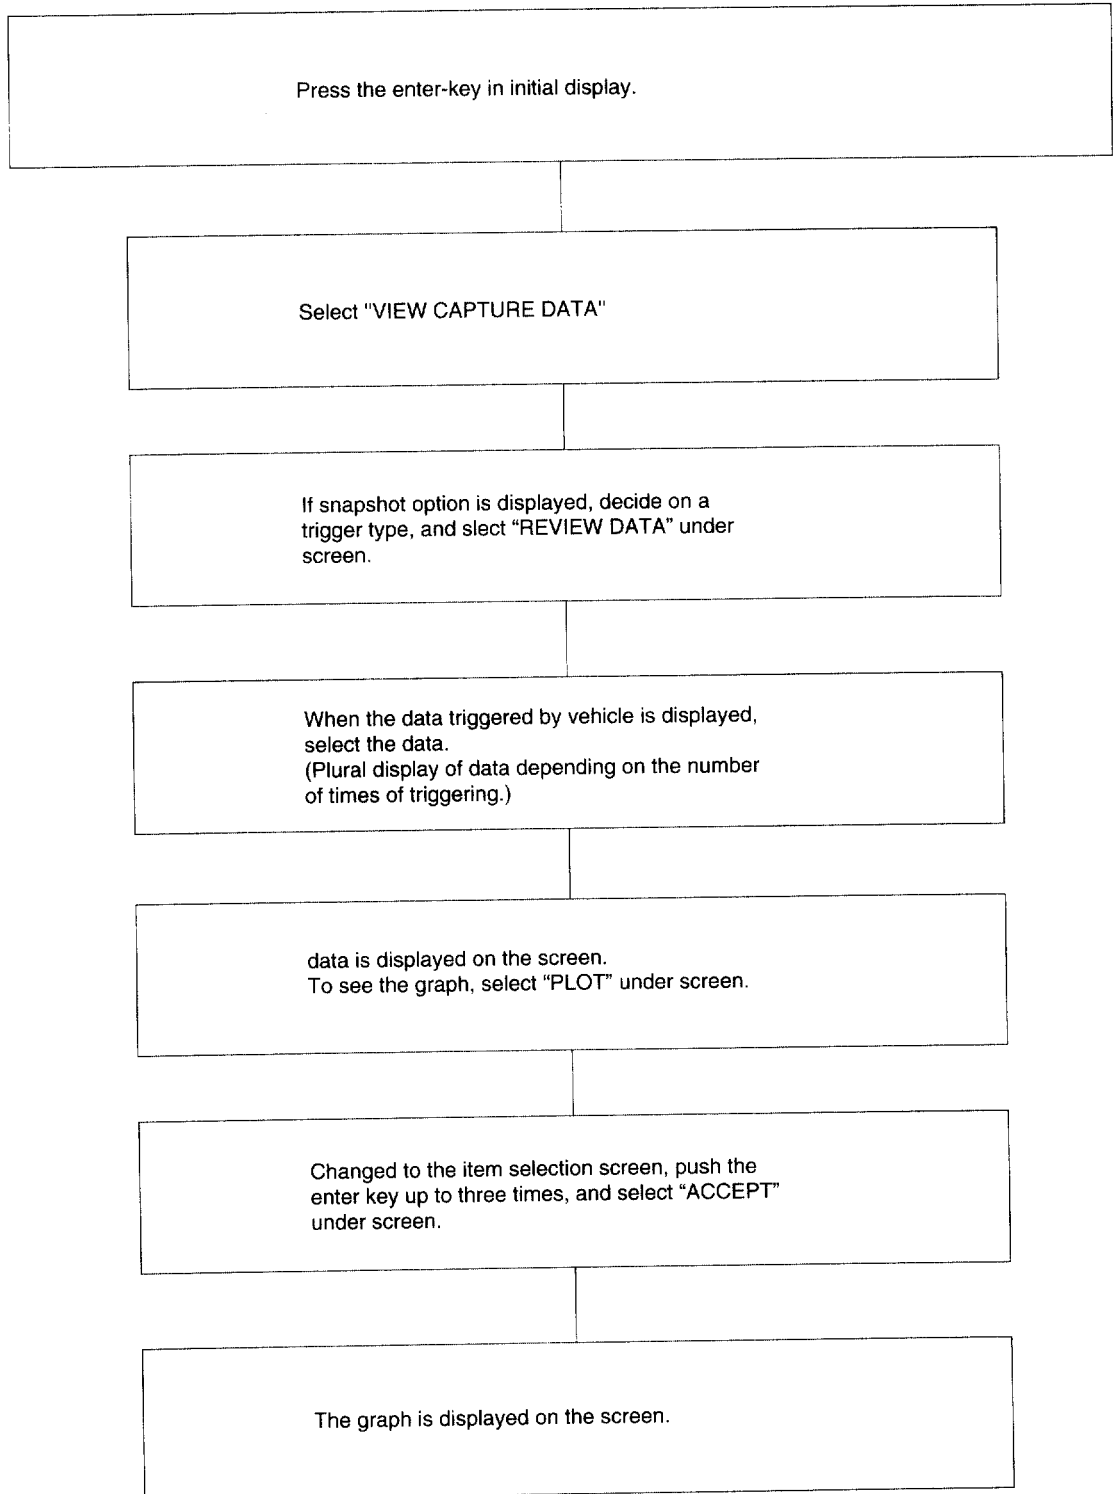 Press the enter-key in initial display.
Select "VIEW CAPTURE DATA"
If snapshot option is displayed, decide on a
trigger type, and slect “REVIEW DATA” under
screen.
When the data triggered by vehicle is displayed,
select the data.
(Plural display of data depending on the number
of times of triggering.)
data is displayed on the screen.
To see the graph, select “PLOT” under screen.
Changed to the item selection screen, push the
enter key up to three times, and select “ACCEPT”
under screen.
The graph is displayed on the screen.